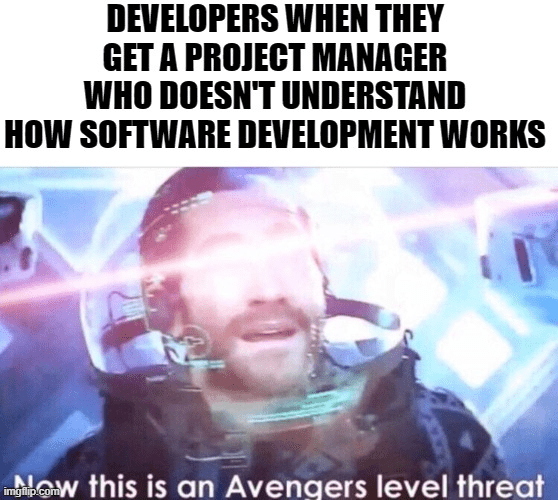 DEVELOPERS WHEN THEY
GET A PROJECT MANAGER
WHO DOESN'T UNDERSTAND
HOW SOFTWARE DEVELOPMENT WORKS
Now this is an Avengers level threat
imgflip.com